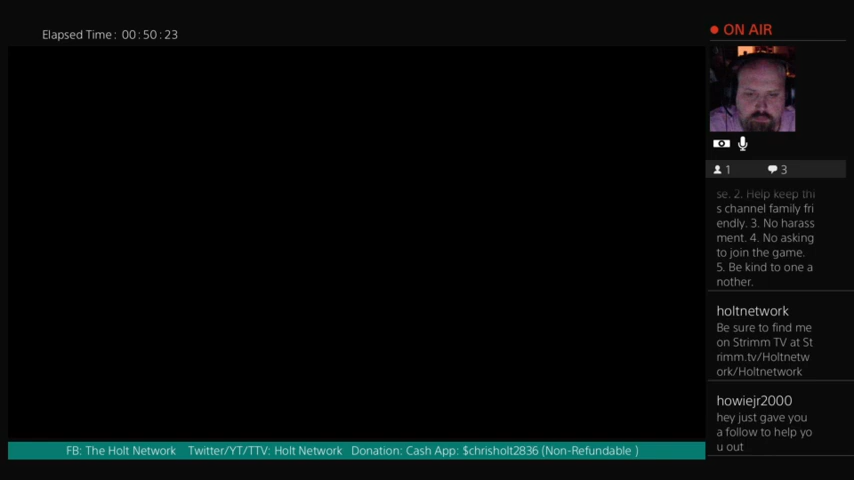 Elapsed Time: 00:50:23
ON AIR
1 3
se. 2. Help keep thi
s channel family fri
endly. 3. No harass
ment. 4. No asking
to join the game.
5. Be kind to one a
nother.
holtnetwork
Be sure to find me
on Strimm TV at St
rimm.tv/Holtnetw
ork/Holtnetwork
howiejr2000
hey just gave you
a follow to help yo
u out
FB: The Holt Network Twitter/YT/TTV: Holt Network Donation: Cash App: $chrisholt2836 (Non-Refundable )